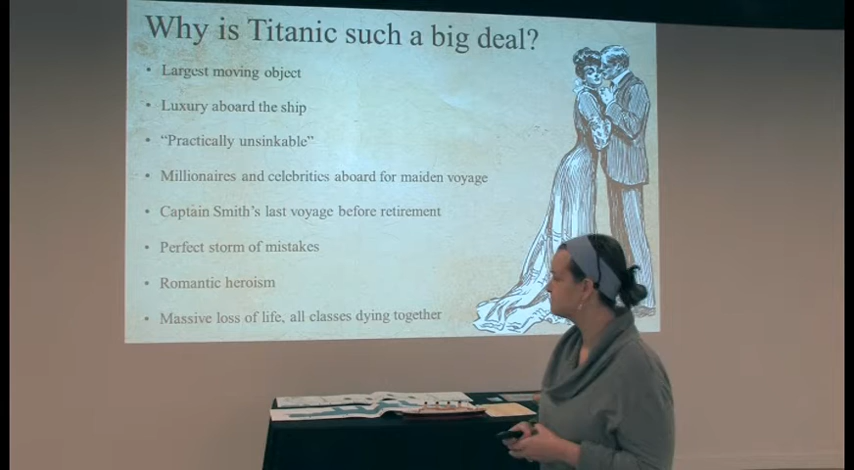 Why is Titanic such a big deal?
• Largest moving object
• Luxury aboard the ship
• “Practically unsinkable”
• Millionaires and celebrities aboard for maiden voyage
• Captain Smith’s last voyage before retirement
• Perfect storm of mistakes
• Romantic heroism
• Massive loss of life, all classes dying together